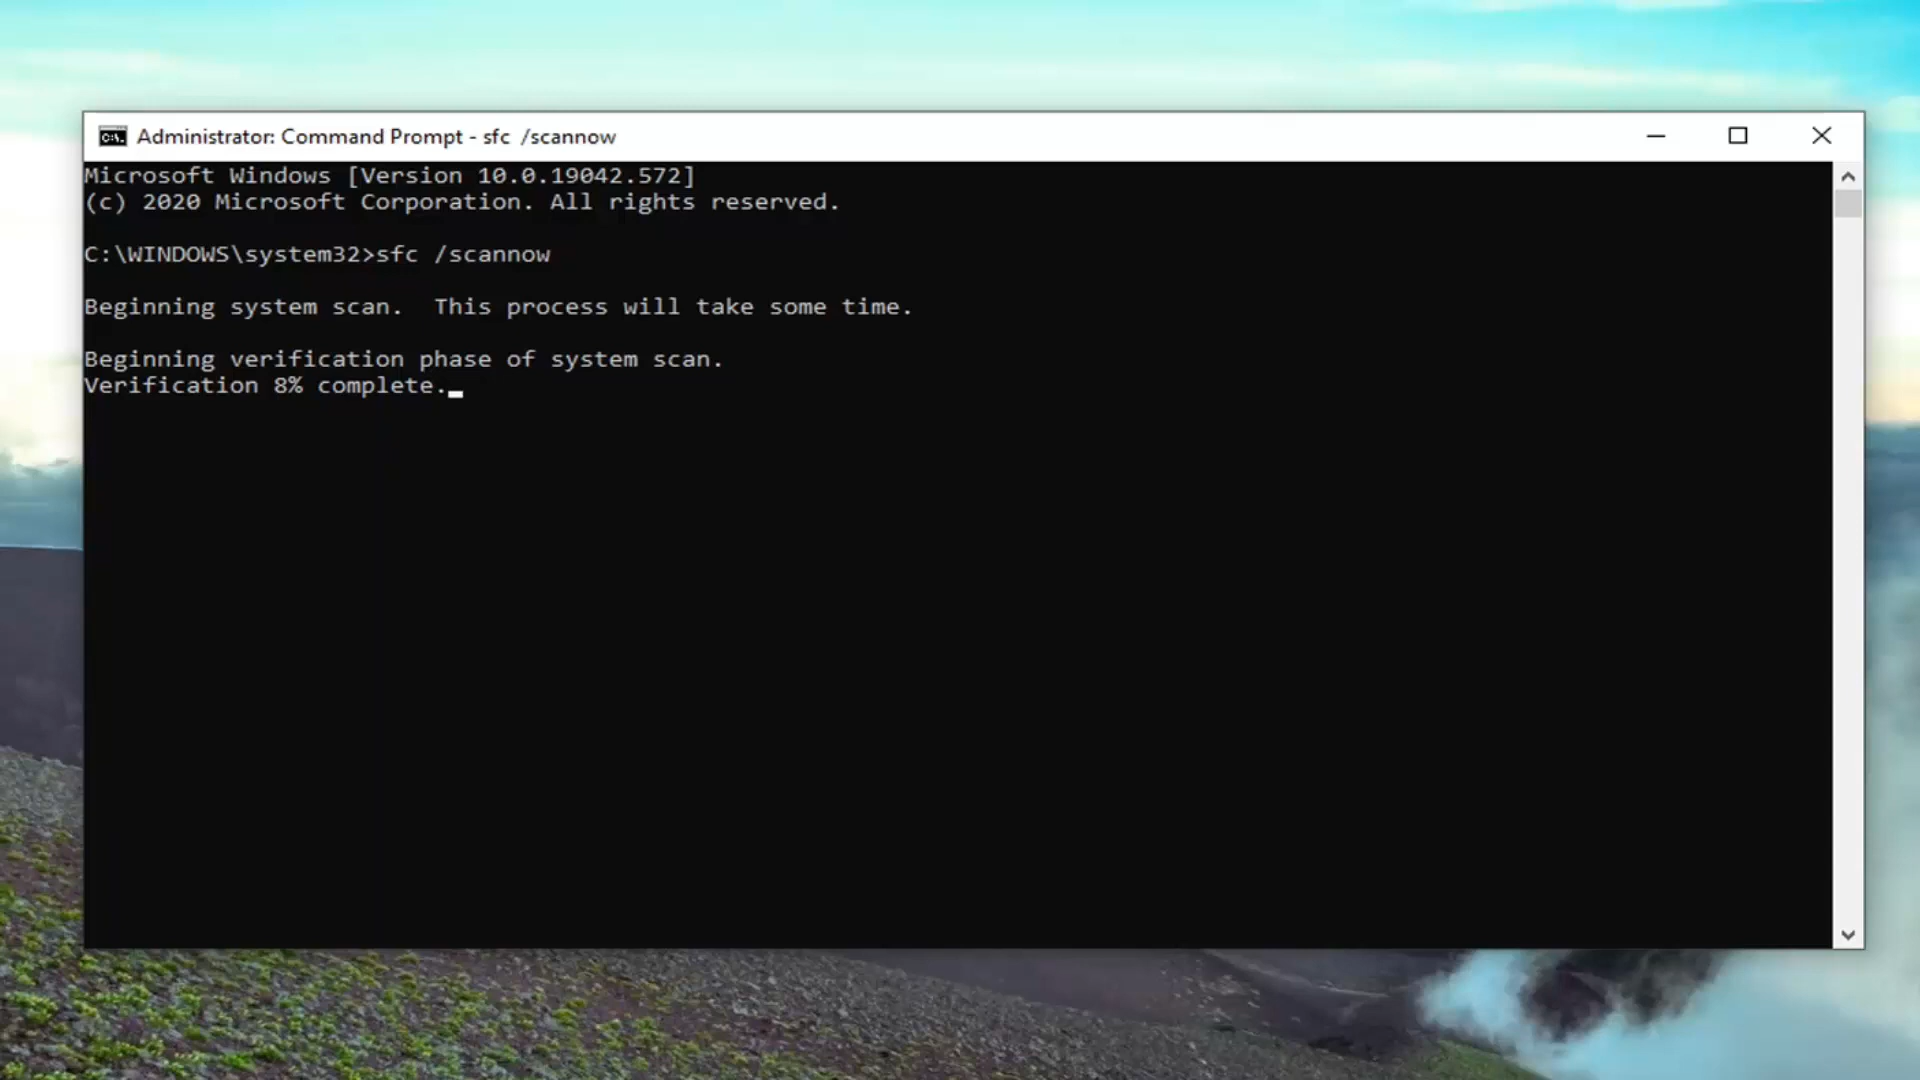 Administrator: Command Prompt - sfc  /scannow
Microsoft Windows [Version 10.0.19042.572]
(c) 2020 Microsoft Corporation. All rights reserved.
C:\WINDOWS\system32>sfc /scannow
Beginning system scan.  This process will take some time.
Beginning verification phase of system scan.
Verification 8% complete.